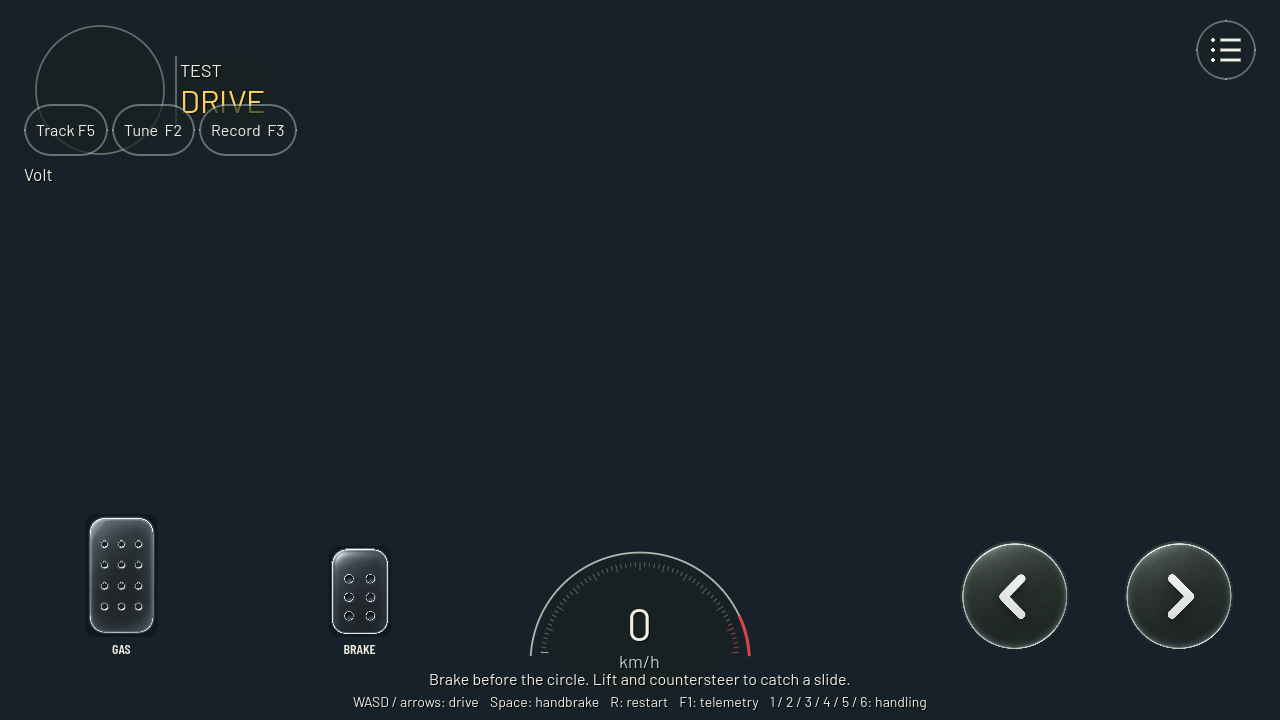 TEST
DRIVE
Track F5
Tune F2
Record F3
Volt
0
km/h
GAS
BRAKE
Brake before the circle. Lift and countersteer to catch a slide.
WASD / arrows: drive Space: handbrake R: restart F1: telemetry 1 / 2 / 3 / 4 / 5 / 6: handling